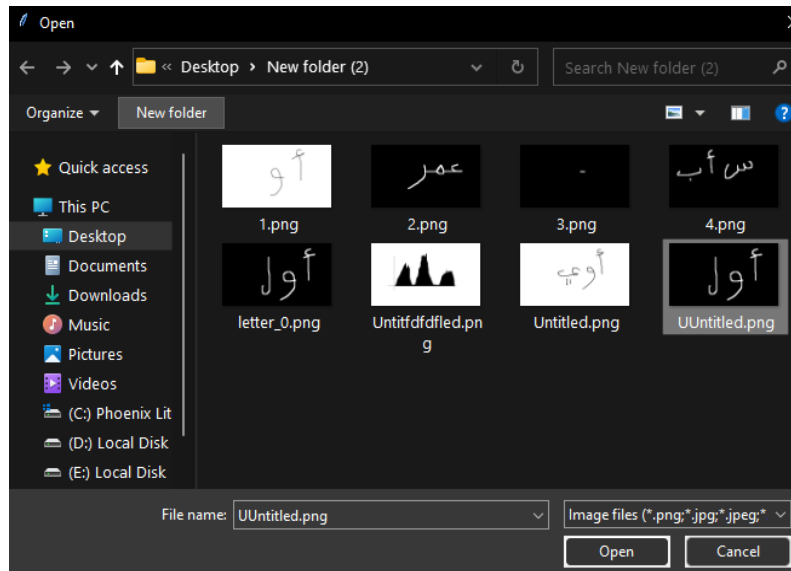 Open
« Desktop › New folder (2)
Search New folder (2)
Organize
New folder
?
Quick access
This PC
Desktop
Documents
Downloads
Music
Pictures
Videos
(C:) Phoenix Lit
(D:) Local Disk
(E:) Local Disk
أو
عمر
-
س أب
1.png
2.png
3.png
4.png
أول
أوي
أول
letter_0.png
Untitfdfdfled.pn
g
Untitled.png
UUntitled.png
File name:
UUntitled.png
Image files (*.png;*.jpg;*.jpeg;*
Open
Cancel